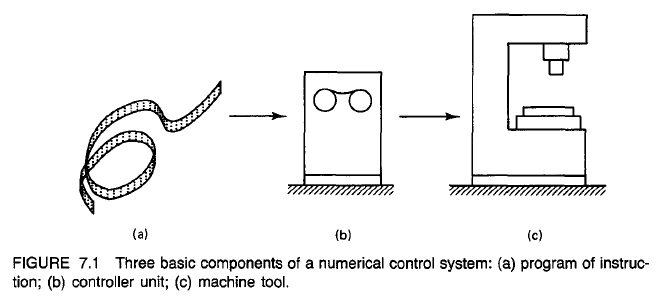 (a)
(b)
(c)
FIGURE 7.1 Three basic components of a numerical control system: (a) program of instruc-
tion; (b) controller unit; (c) machine tool.